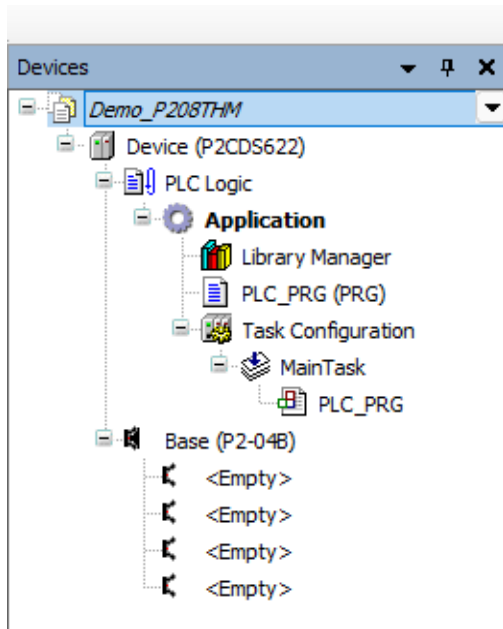 Devices
Demo_P208THM
Device (P2CDS622)
PLC Logic
Application
Library Manager
PLC_PRG (PRG)
Task Configuration
MainTask
PLC_PRG
Base (P2-04B)
<Empty>
<Empty>
<Empty>
<Empty>